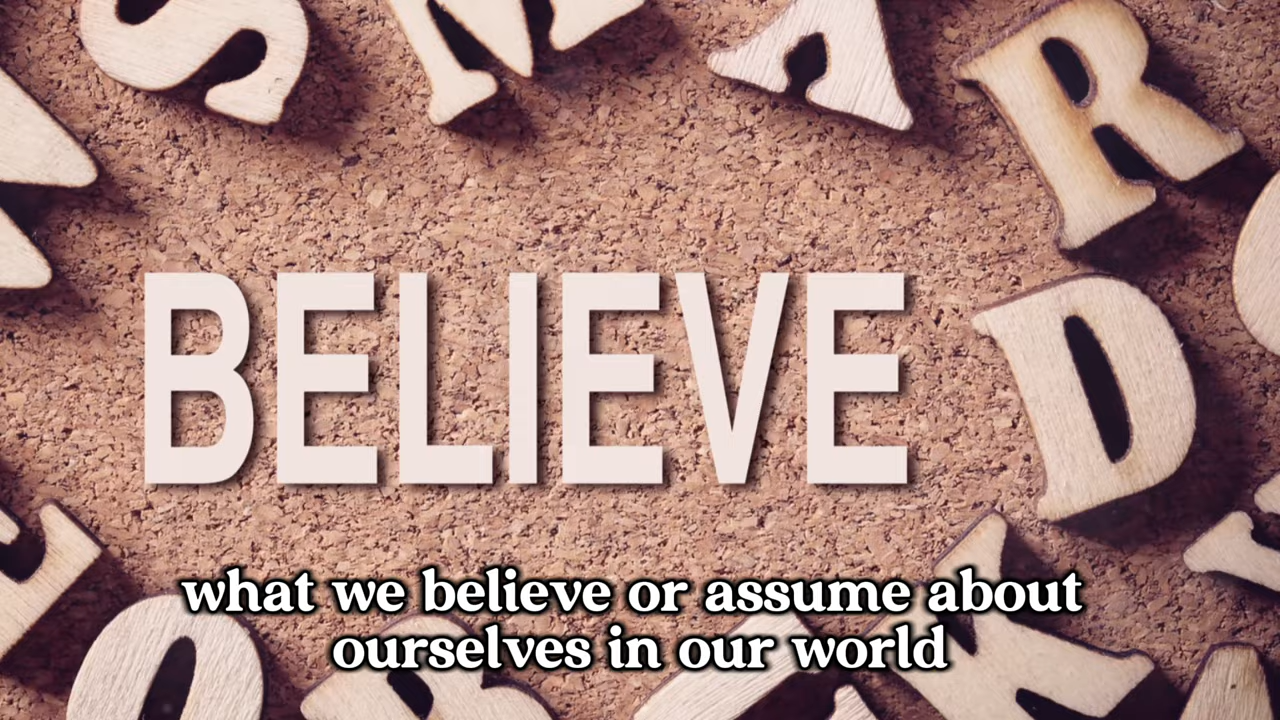 S M A R
BELIEVE
D
what we believe or assume about
ourselves in our world